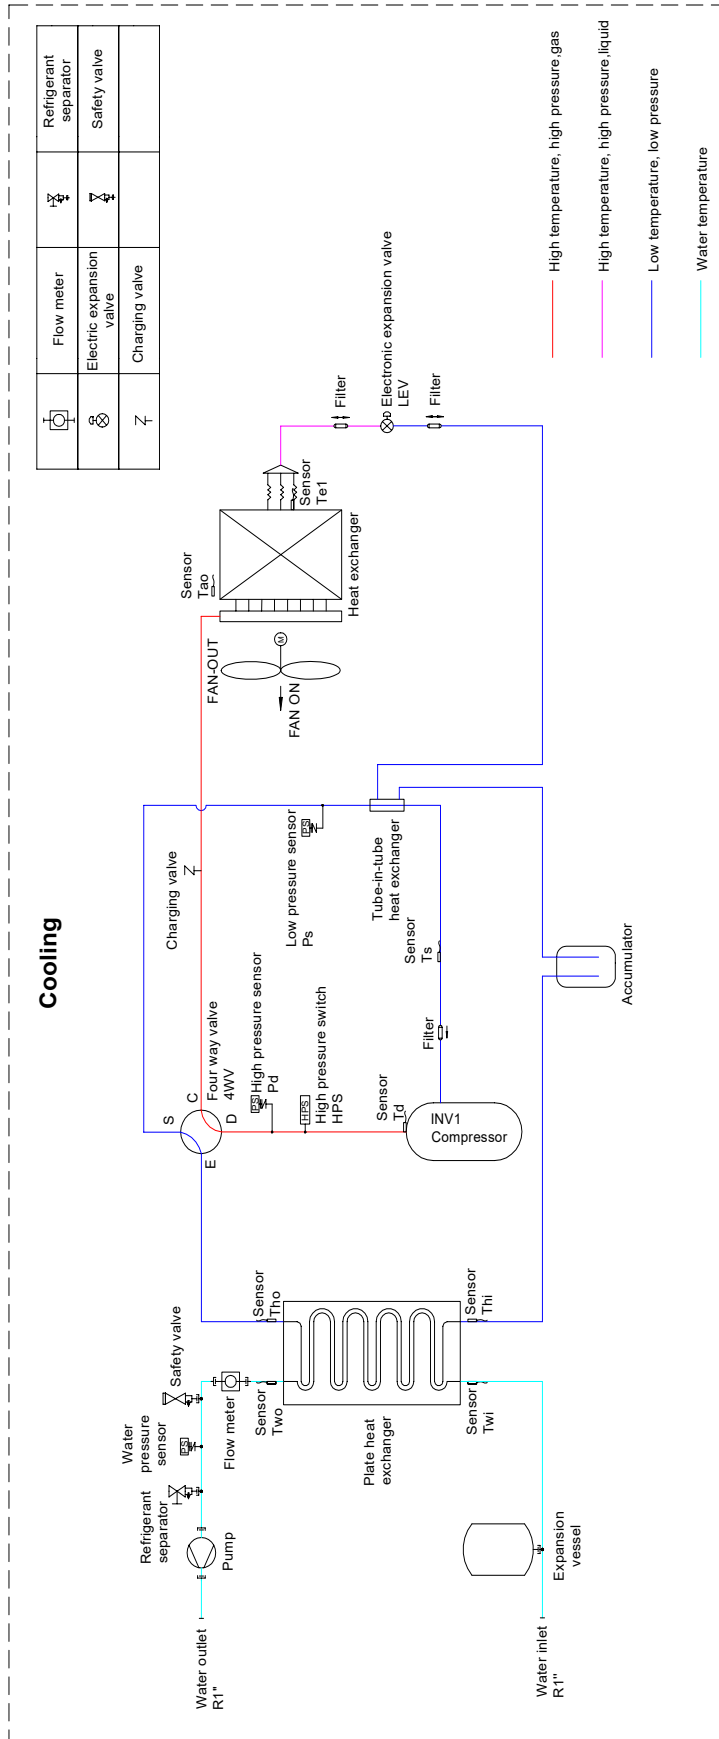 Cooling
Flow meter
Refrigerant
separator
Electric expansion
valve
Safety valve
Charging valve
Water outlet
R1"
Pump
Refrigerant
separator
Water
pressure
sensor
PS
Safety valve
Flow meter
Sensor
Two
Sensor
Tho
Plate heat
exchanger
Sensor
Twi
Sensor
Thi
Expansion
vessel
Water inlet
R1"
S
C
E
D
Four way valve
4WV
PS
High pressure sensor
Pd
HPS
High pressure switch
HPS
Sensor
Td
INV1
Compressor
Filter
Sensor
Ts
Accumulator
Charging valve
PS
Low pressure sensor
Ps
Tube-in-tube
heat exchanger
FAN-OUT
M
FAN ON
Sensor
Tao
Heat exchanger
Sensor
Te1
Filter
Electronic expansion valve
LEV
Filter
High temperature, high pressure,gas
High temperature, high pressure,liquid
Low temperature, low pressure
Water temperature